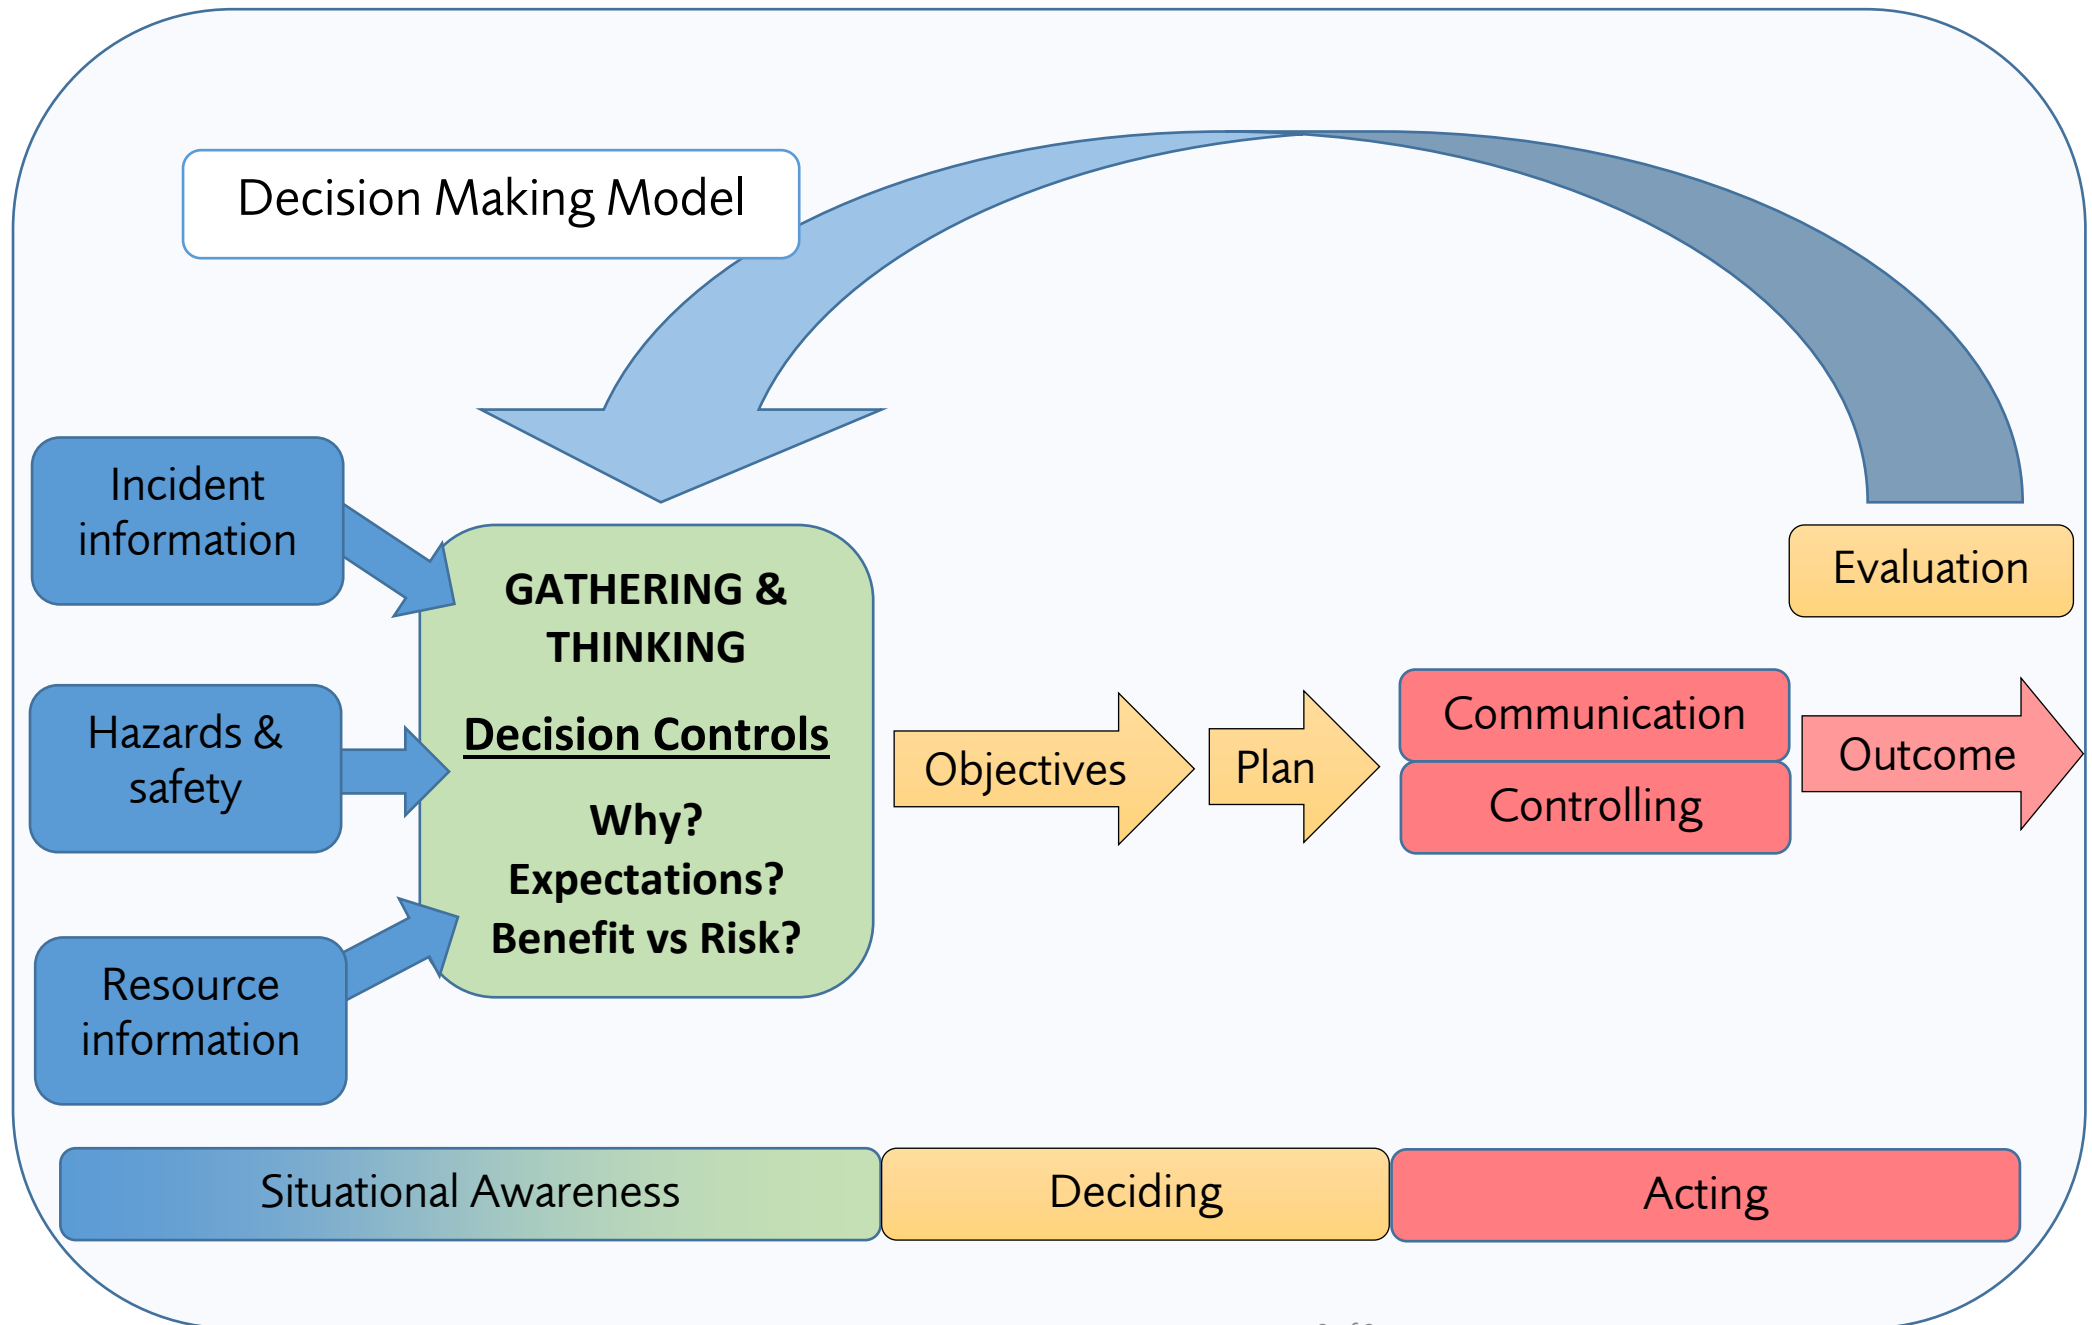 Decision Making Model
Incident
information
Hazards &
safety
Resource
information
GATHERING &
THINKING
Decision Controls
Why?
Expectations?
Benefit vs Risk?
Objectives
Plan
Communication
Controlling
Evaluation
Outcome
Situational Awareness
Deciding
Acting